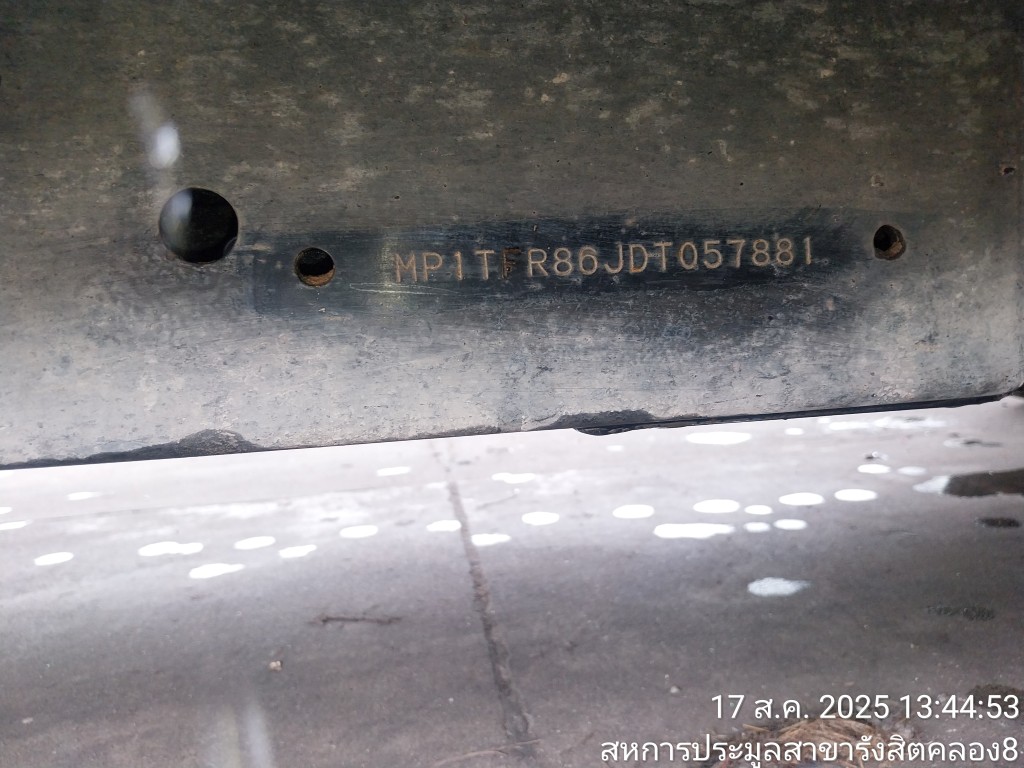 MP1TFR86JDT057881
17 ส.ค. 2025 13:44:53
สหการประมูลสาขารังสิตคลอง8